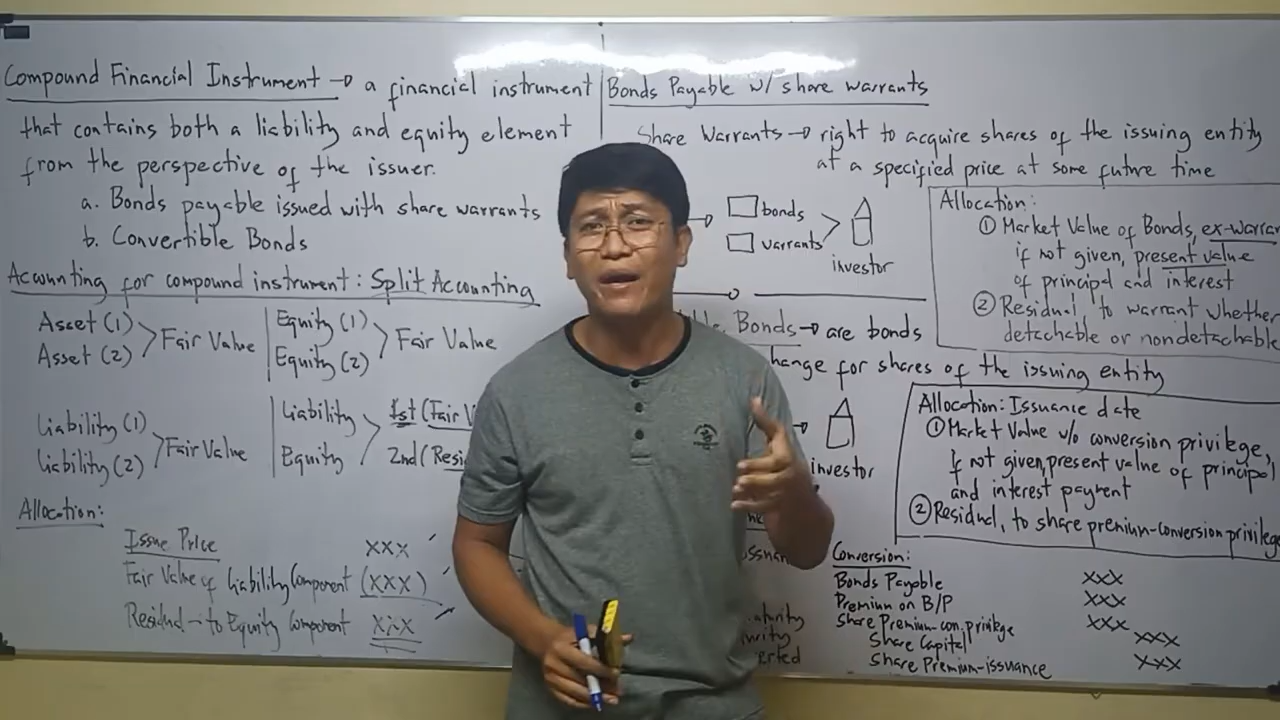 Compound Financial Instrument → a financial instrument
that contains both a liability and equity element
from the perspective of the issuer.
a. Bonds payable issued with share warrants
b. Convertible Bonds
Accounting for compound instrument: Split Accounting
Asset (1)
Asset (2)
Fair Value
Equity (1)
Equity (2)
Fair Value
Liability (1)
Liability (2)
Fair Value
Liability
Equity
1st (Fair
2nd (
Allocation:
Issue Price XXX
Fair Value of Liability Component (XXX)
Residual - to Equity Component XXX
Bonds Payable w/ share warrants
Share Warrants → right to acquire shares of the issuing entity
at a specified price at some future time
bonds
warrants
investor
Allocation:
① Market Value of Bonds,
if not given, present value
of principal and interest
② Residual to warrant whether
detachable or nondetachable
Bonds → are bonds
for shares of the issuing entity
investor
Allocation: Issuance date
① Market Value w/o conversion privilege,
if not given, present value of principal
and interest payment
② Residual, to share premium-conversion privilege
Conversion:
Bonds Payable XXX
Premium on B/P XXX
Share Premium-con. privilege XXX
Share Capital XXX
Share Premium-issuance XXX